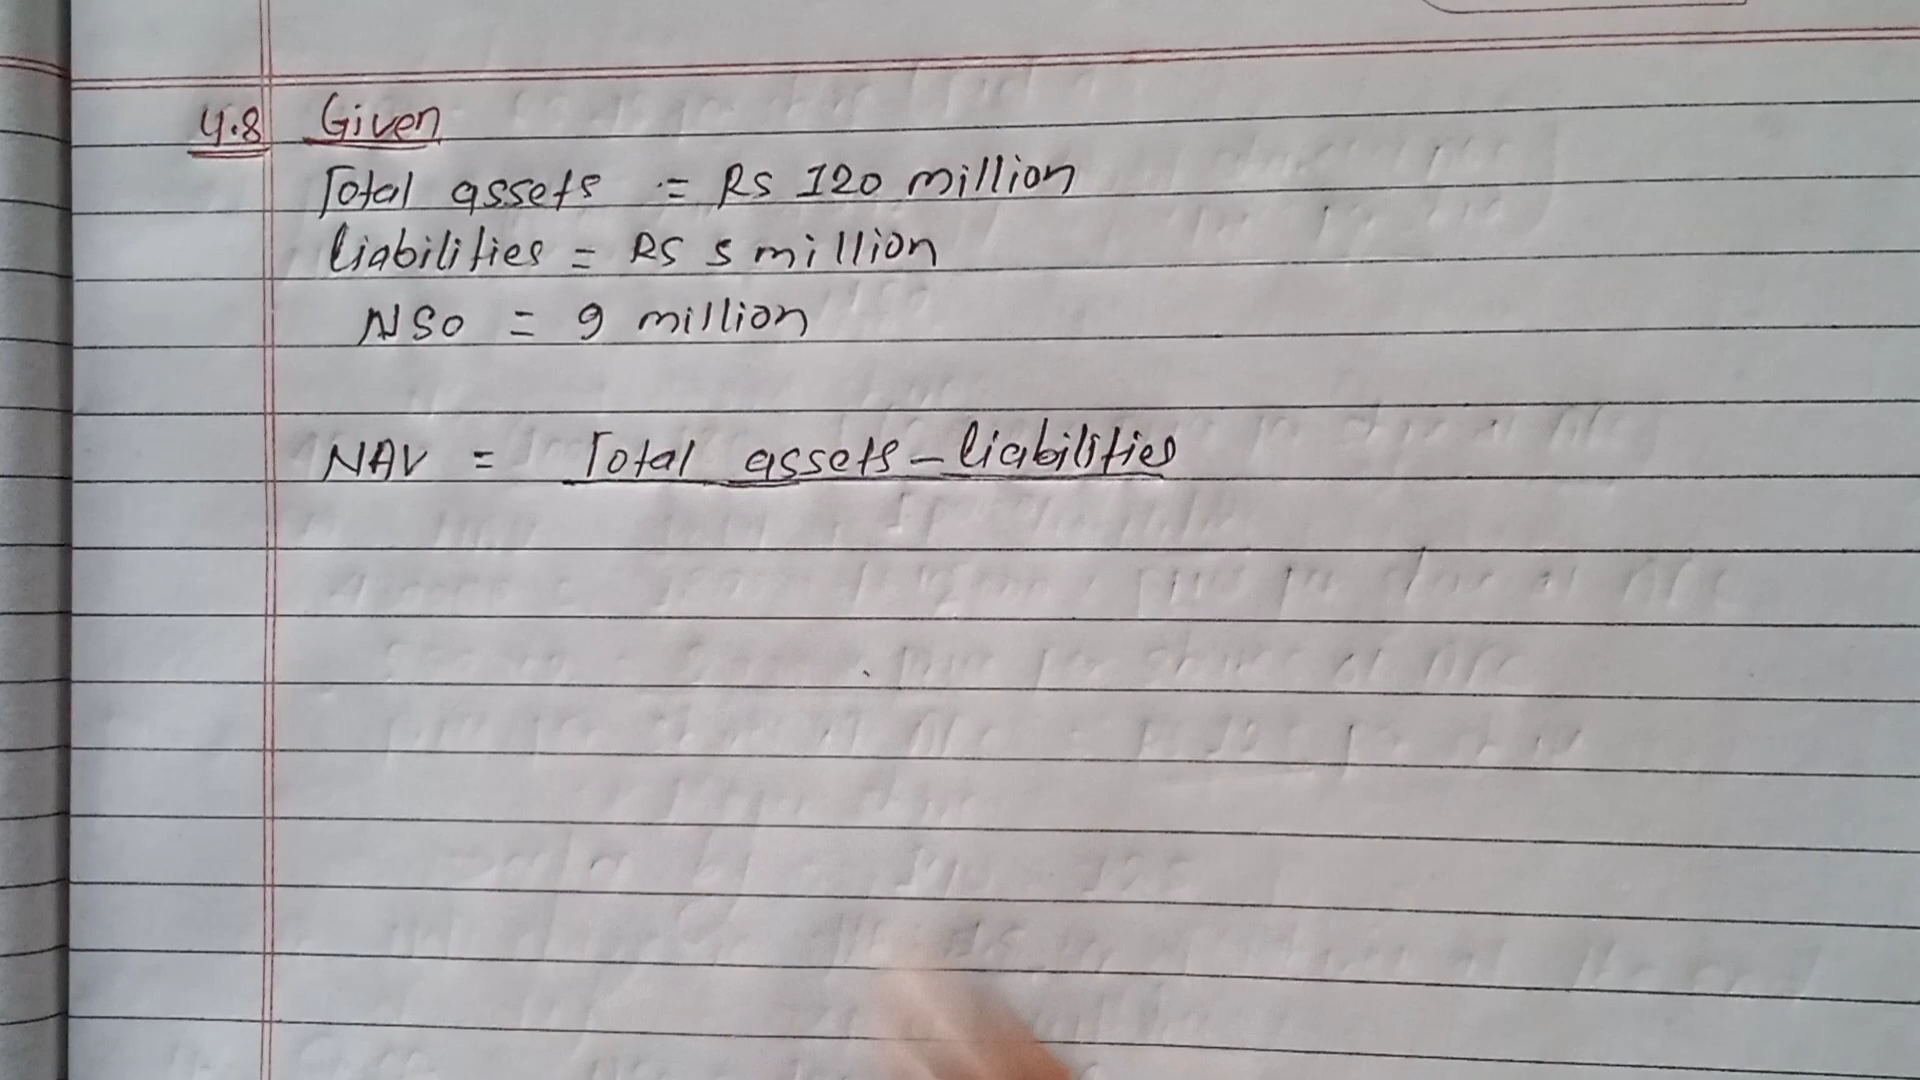 4.8 Given
Total assets = Rs 120 million
liabilities = Rs 5 million
NSO = 9 million
NAV = Total assets - liabilities